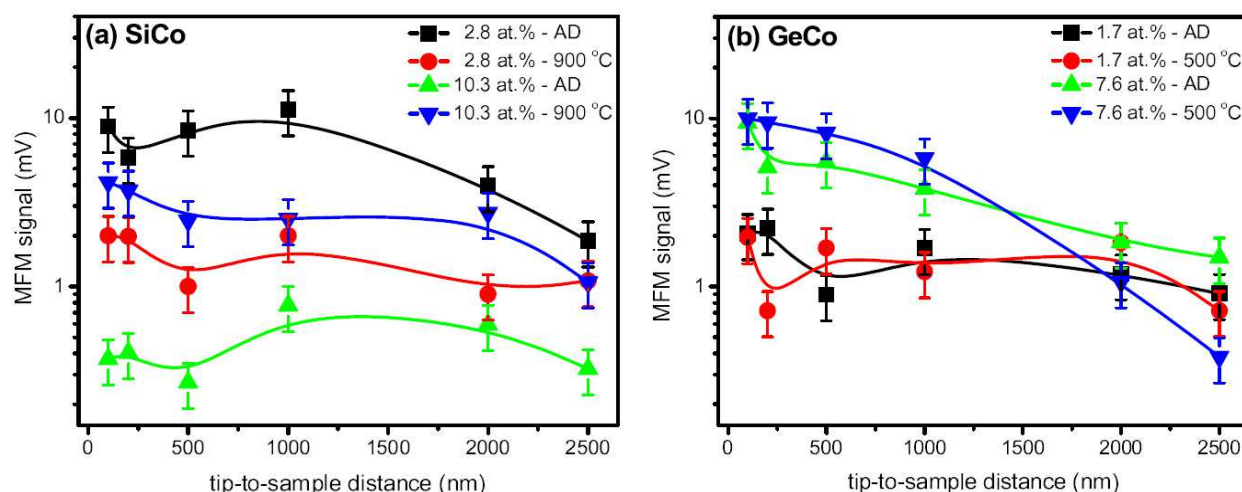 (a) SiCo
2.8 at.% - AD
2.8 at.% - 900 °C
10.3 at.% - AD
10.3 at.% - 900 °C
10
1
MFM signal (mV)
0 500 1000 1500 2000 2500
tip-to-sample distance (nm)
(b) GeCo
1.7 at.% - AD
1.7 at.% - 500 °C
7.6 at.% - AD
7.6 at.% - 500 °C
10
1
MFM signal (mV)
0 500 1000 1500 2000 2500
tip-to-sample distance (nm)